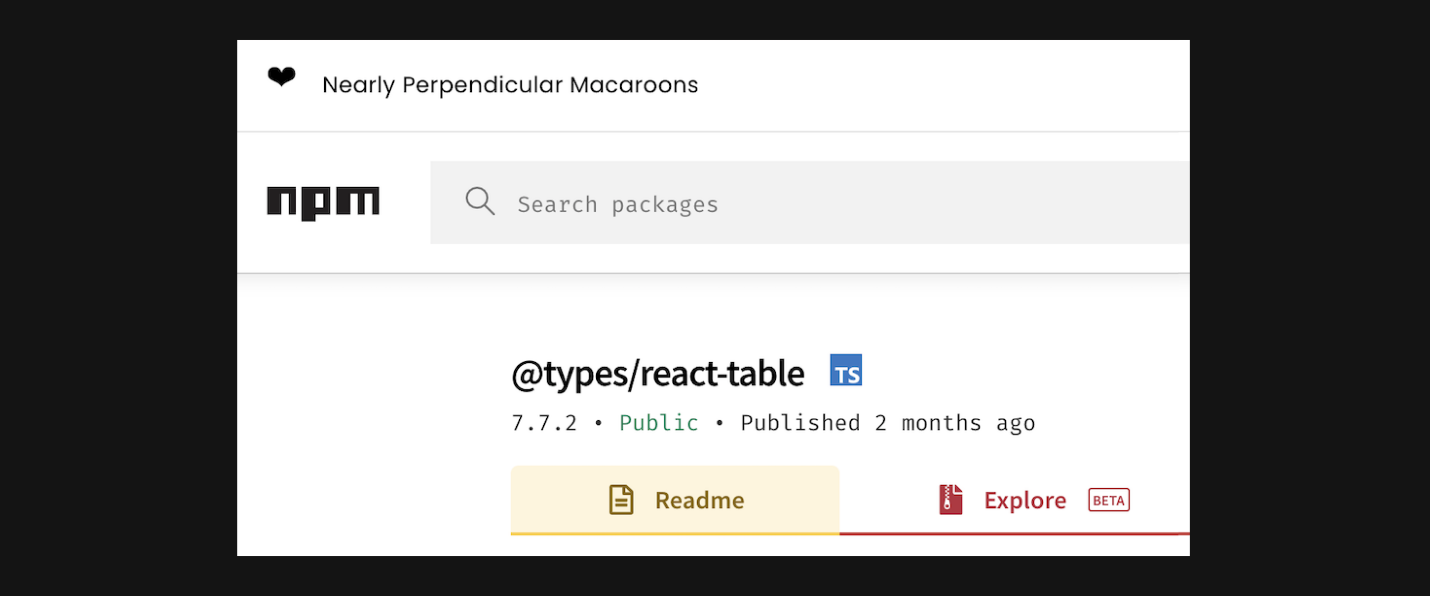 ❤ Nearly Perpendicular Macaroons
npm
Search packages
@types/react-table TS
7.7.2 • Public • Published 2 months ago
Readme
Explore BETA